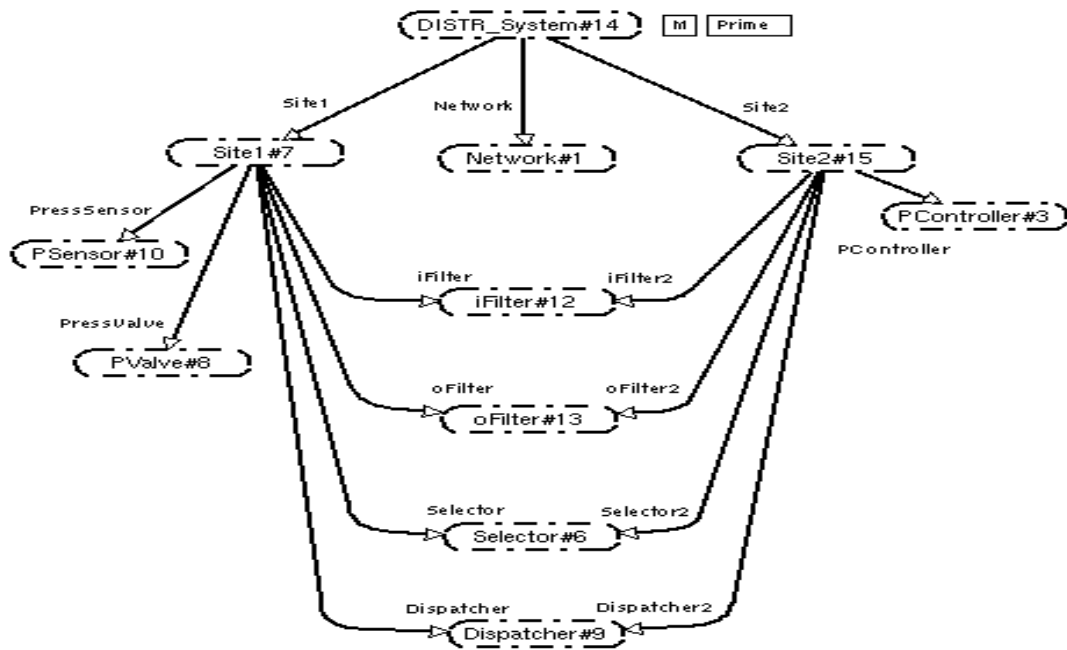 DISTR_System#14
M
Prime
Site1
Network
Site2
Site1#7
Network#1
Site2#15
PressSensor
PController#3
PSensor#10
PController
iFilter
iFilter2
iFilter#12
PressValve
PValve#8
oFilter
oFilter2
oFilter#13
Selector
Selector2
Selector#6
Dispatcher
Dispatcher2
Dispatcher#9